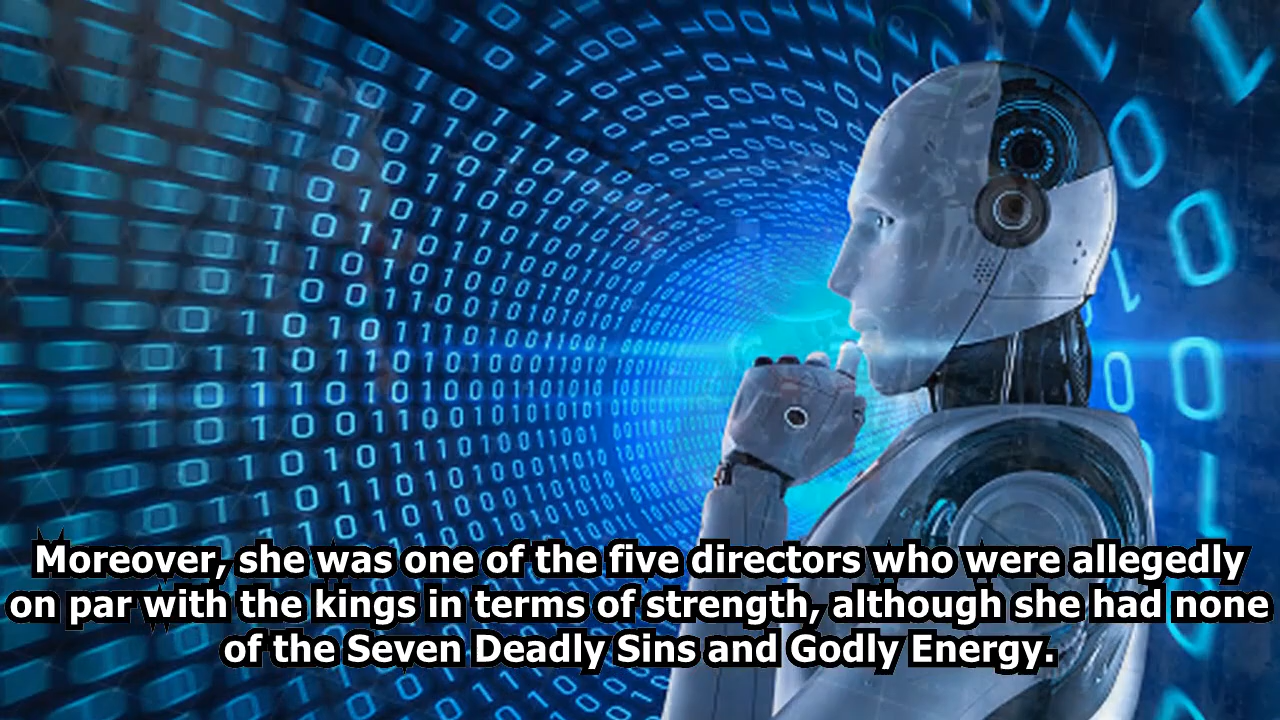 Moreover, she was one of the five directors who were allegedly
on par with the kings in terms of strength, although she had none
of the Seven Deadly Sins and Godly Energy.